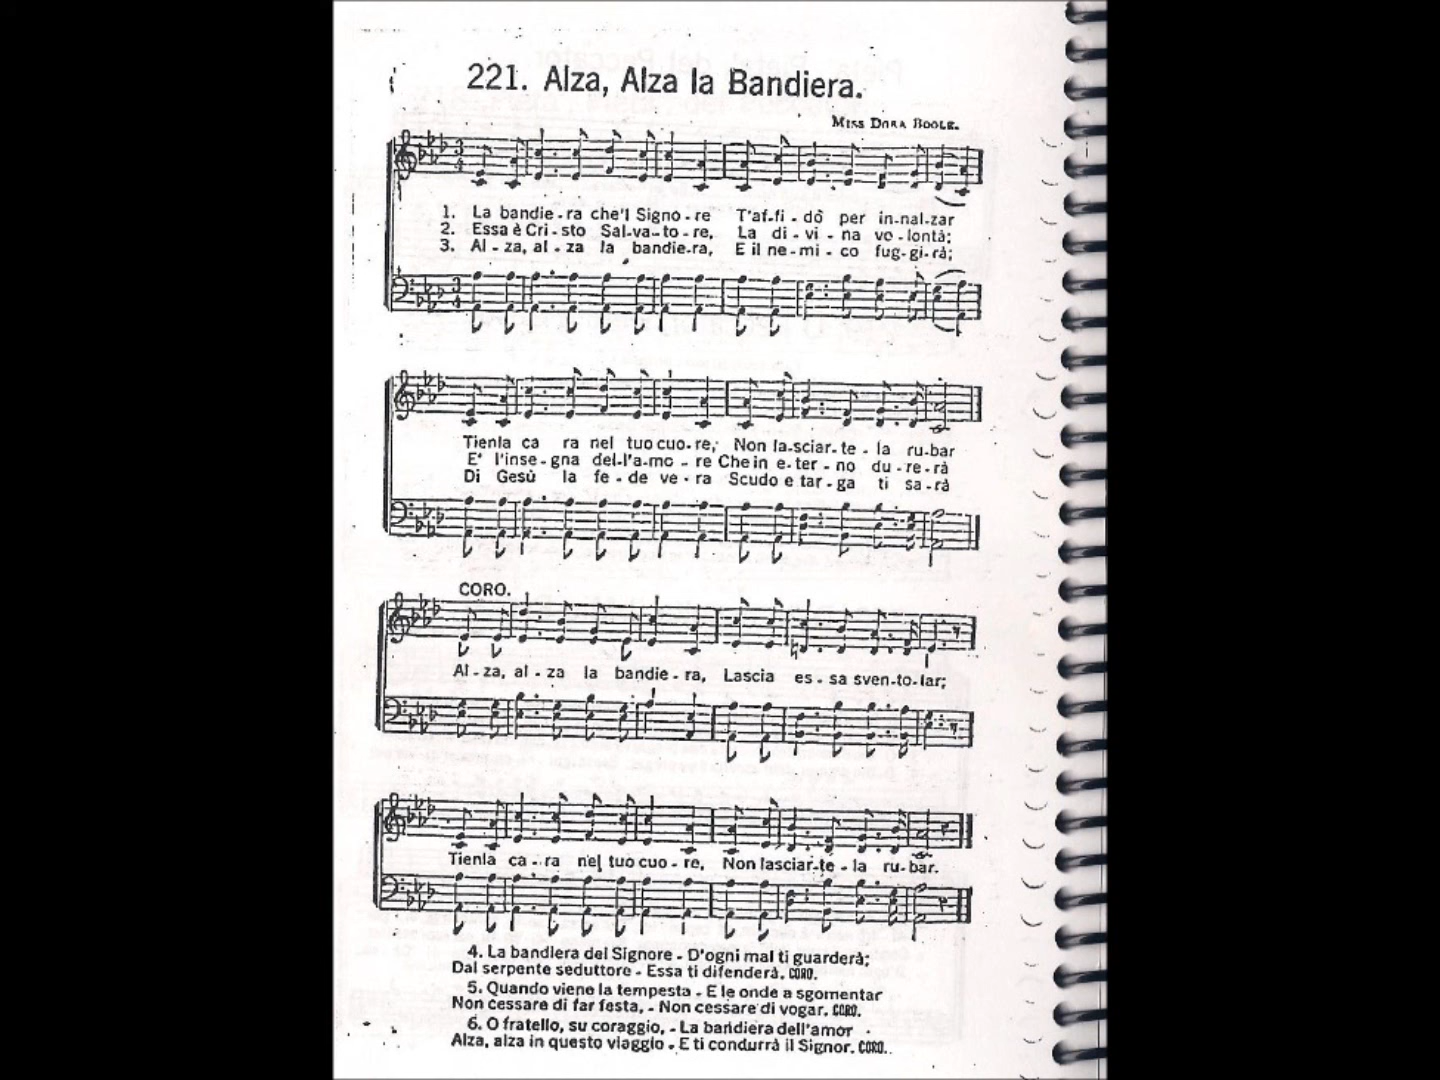 221. Alza, Alza la Bandiera.
MISS DORA BOOLE.
1. La bandie-ra che'l Signo-re T'af-fi-dò per in-nal-zar
2. Essa è Cri-sto Sal-va-to-re, La di-vi-na vo-lontà;
3. Al-za, al-za la bandie-ra, E il ne-mi-co fug-gi-rà;
Tienla ca ra nel tuo cuo-re, Non la-sciar-te-la ru-bar
E' l'inse-gna del-l'a-mo-re Che in e-ter-no du-re-rà
Di Gesù la fe-de ve-ra Scudo e tar-ga ti sa-rà
CORO.
Al-za, al-za la bandie-ra, Lascia es-sa sven-to-lar;
Tienla ca-ra nel tuo cuo-re, Non lasciar-te-la ru-bar.
4. La bandiera del Signore - D'ogni mal ti guarderà;
Dal serpente seduttore - Essa ti difenderà. CORO.
5. Quando viene la tempesta - E le onde a sgomentar
Non cessare di far festa, - Non cessare di vogar. CORO.
6. O fratello, su coraggio, - La bandiera dell'amor
Alza, alza in questo viaggio - E ti condurrà il Signor. CORO.